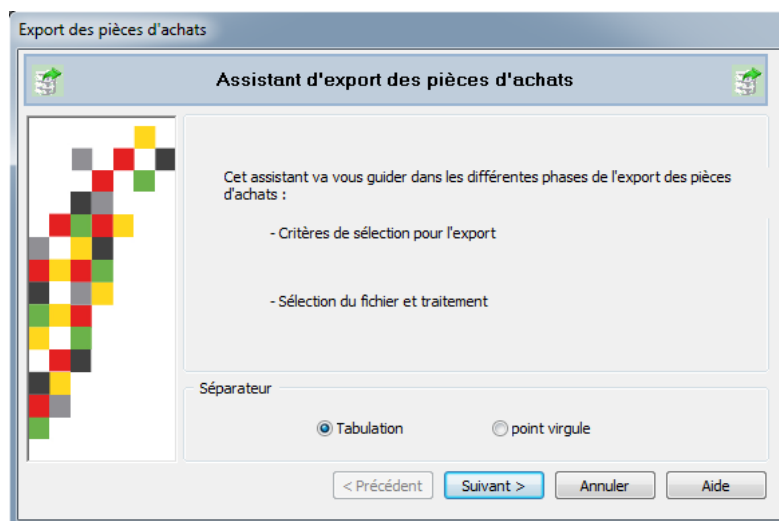 Export des pièces d'achats
Assistant d'export des pièces d'achats
Cet assistant va vous guider dans les différentes phases de l'export des pièces
d'achats :
- Critères de sélection pour l'export
- Sélection du fichier et traitement
Séparateur
Tabulation
point virgule
< Précédent
Suivant >
Annuler
Aide